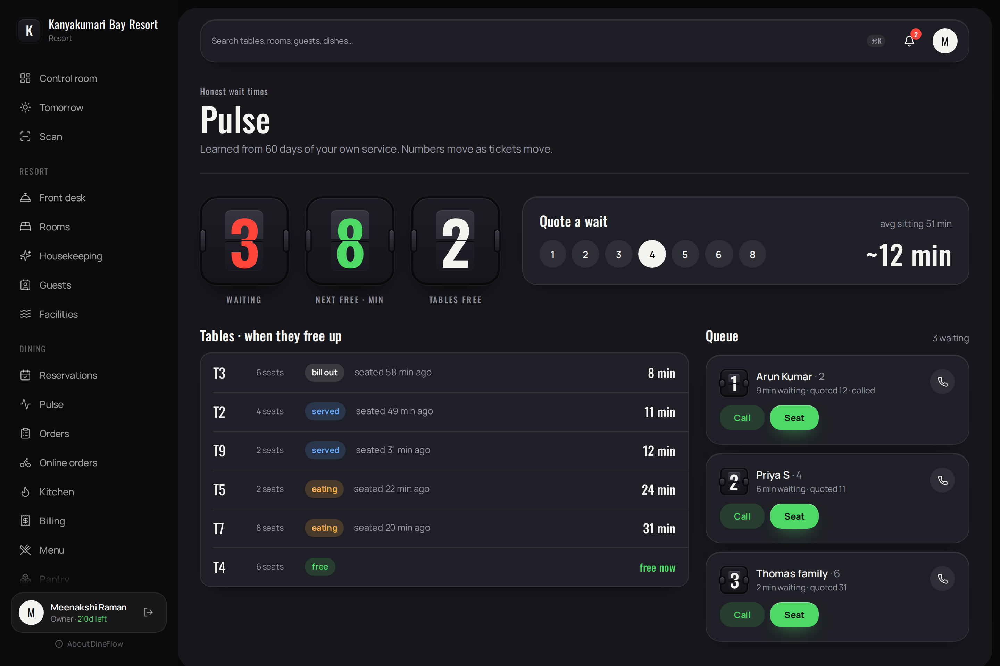 K
Kanyakumari Bay Resort
Resort
Control room
Tomorrow
Scan
RESORT
Front desk
Rooms
Housekeeping
Guests
Facilities
DINING
Reservations
Pulse
Orders
Online orders
Kitchen
Billing
Menu
Pantry
M
Meenakshi Raman
Owner · 210d left
About DineFlow
Search tables, rooms, guests, dishes…
⌘K
2
M
Honest wait times
Pulse
Learned from 60 days of your own service. Numbers move as tickets move.
3
WAITING
8
NEXT FREE · MIN
2
TABLES FREE
Quote a wait
avg sitting 51 min
1 2 3 4 5 6 8
~12 min
Tables · when they free up
T3 6 seats bill out seated 58 min ago 8 min
T2 4 seats served seated 49 min ago 11 min
T9 2 seats served seated 31 min ago 12 min
T5 2 seats eating seated 22 min ago 24 min
T7 8 seats eating seated 20 min ago 31 min
T4 6 seats free free now
Queue
3 waiting
1
Arun Kumar · 2
9 min waiting · quoted 12 · called
Call Seat
2
Priya S · 4
6 min waiting · quoted 11
Call Seat
3
Thomas family · 6
2 min waiting · quoted 31
Call Seat